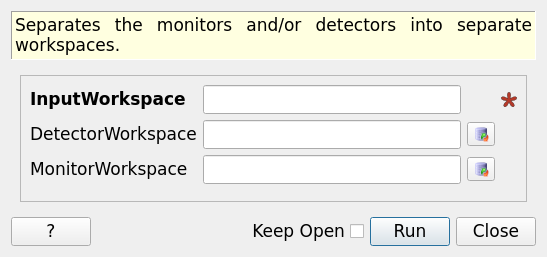 Separates the monitors and/or detectors into separate
workspaces.
InputWorkspace
DetectorWorkspace
MonitorWorkspace
? Keep Open Run Close